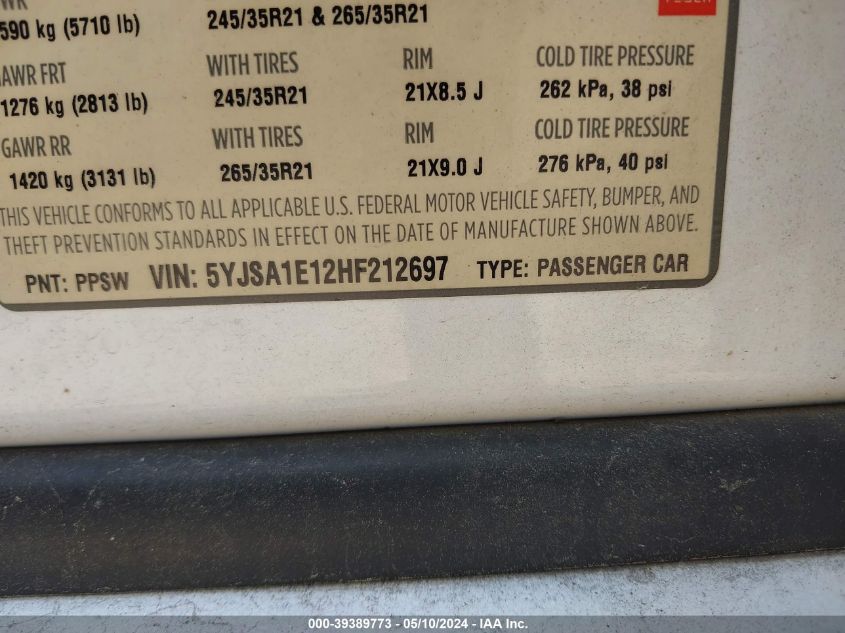 590 kg (5710 lb) 245/35R21 & 265/35R21
GAWR FRT WITH TIRES RIM COLD TIRE PRESSURE
1276 kg (2813 lb) 245/35R21 21X8.5 J 262 kPa, 38 psi
GAWR RR WITH TIRES RIM COLD TIRE PRESSURE
1420 kg (3131 lb) 265/35R21 21X9.0 J 276 kPa, 40 psi
THIS VEHICLE CONFORMS TO ALL APPLICABLE U.S. FEDERAL MOTOR VEHICLE SAFETY, BUMPER, AND
THEFT PREVENTION STANDARDS IN EFFECT ON THE DATE OF MANUFACTURE SHOWN ABOVE.
PNT: PPSW VIN: 5YJSA1E12HF212697 TYPE: PASSENGER CAR
000-39389773 - 05/10/2024 - IAA Inc.